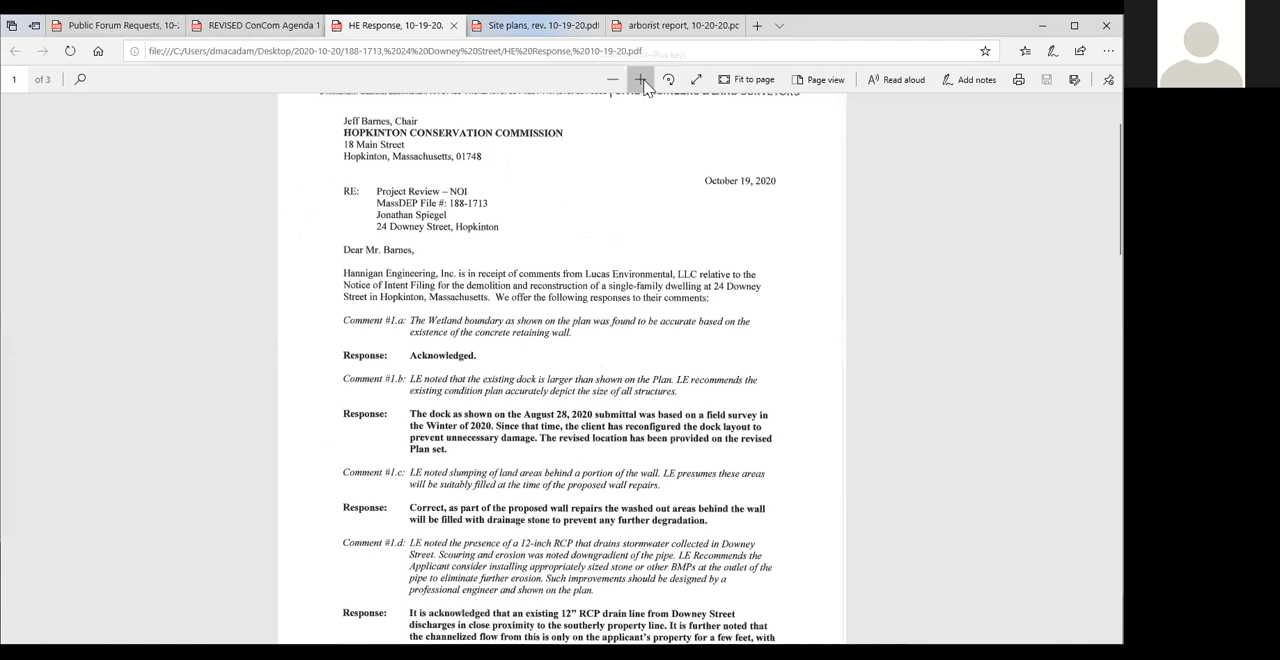 Public Forum Requests, 10-
REVISED ConCom Agenda 1
HE Response, 10-19-20.
Site plans, rev. 10-19-20.pdf
arborist report, 10-20-20.pc
file:///C:/Users/dmacadam/Desktop/2020-10-20/188-1713,%2024%20Downey%20Street/HE%20Response,%2010-19-20.pdf
1 of 3
Fit to page
Page view
Read aloud
Add notes
Jeff Barnes, Chair
HOPKINTON CONSERVATION COMMISSION
18 Main Street
Hopkinton, Massachusetts, 01748
October 19, 2020
RE: Project Review – NOI
MassDEP File #: 188-1713
Jonathan Spiegel
24 Downey Street, Hopkinton
Dear Mr. Barnes,
Hannigan Engineering, Inc. is in receipt of comments from Lucas Environmental, LLC relative to the
Notice of Intent Filing for the demolition and reconstruction of a single-family dwelling at 24 Downey
Street in Hopkinton, Massachusetts. We offer the following responses to their comments:
Comment #1.a: The Wetland boundary as shown on the plan was found to be accurate based on the
existence of the concrete retaining wall.
Response: Acknowledged.
Comment #1.b: LE noted that the existing dock is larger than shown on the Plan. LE recommends the
existing condition plan accurately depict the size of all structures.
Response: The dock as shown on the August 28, 2020 submittal was based on a field survey in
the Winter of 2020. Since that time, the client has reconfigured the dock layout to
prevent unnecessary damage. The revised location has been provided on the revised
Plan set.
Comment #1.c: LE noted slumping of land areas behind a portion of the wall. LE presumes these areas
will be suitably filled at the time of the proposed wall repairs.
Response: Correct, as part of the proposed wall repairs the washed out areas behind the wall
will be filled with drainage stone to prevent any further degradation.
Comment #1.d: LE noted the presence of a 12-inch RCP that drains stormwater collected in Downey
Street. Scouring and erosion was noted downgradient of the pipe. LE Recommends the
Applicant consider installing appropriately sized stone or other BMPs at the outlet of the
pipe to eliminate further erosion. Such improvements should be designed by a
professional engineer and shown on the plan.
Response: It is acknowledged that an existing 12” RCP drain line from Downey Street
discharges in close proximity to the southerly property line. It is further noted that
the channelized flow from this is only on the applicant's property for a few feet, with